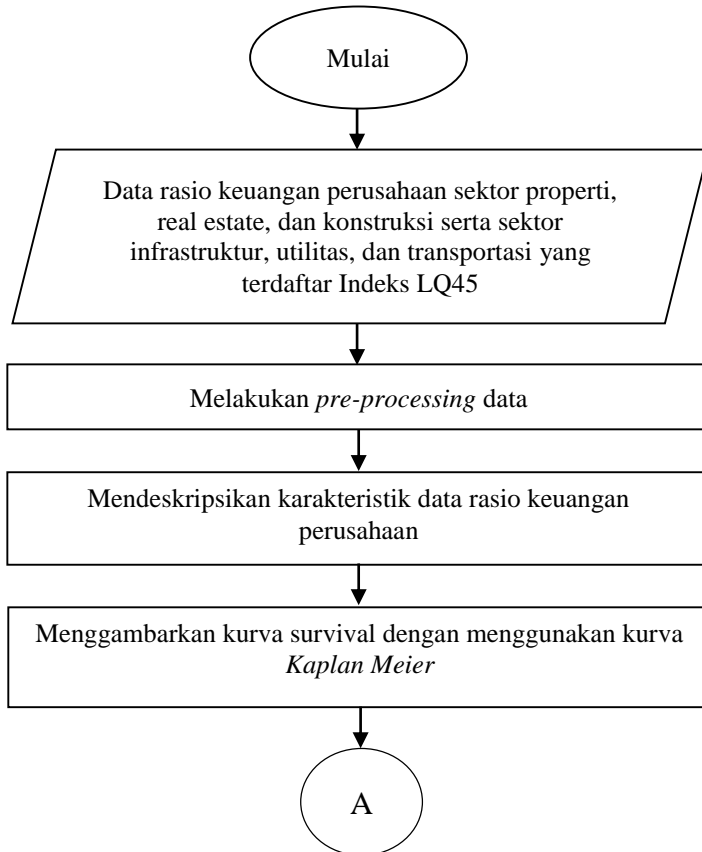 Mulai
Data rasio keuangan perusahaan sektor properti,
real estate, dan konstruksi serta sektor
infrastruktur, utilitas, dan transportasi yang
terdaftar Indeks LQ45
Melakukan pre-processing data
Mendeskripsikan karakteristik data rasio keuangan
perusahaan
Menggambarkan kurva survival dengan menggunakan kurva
Kaplan Meier
A